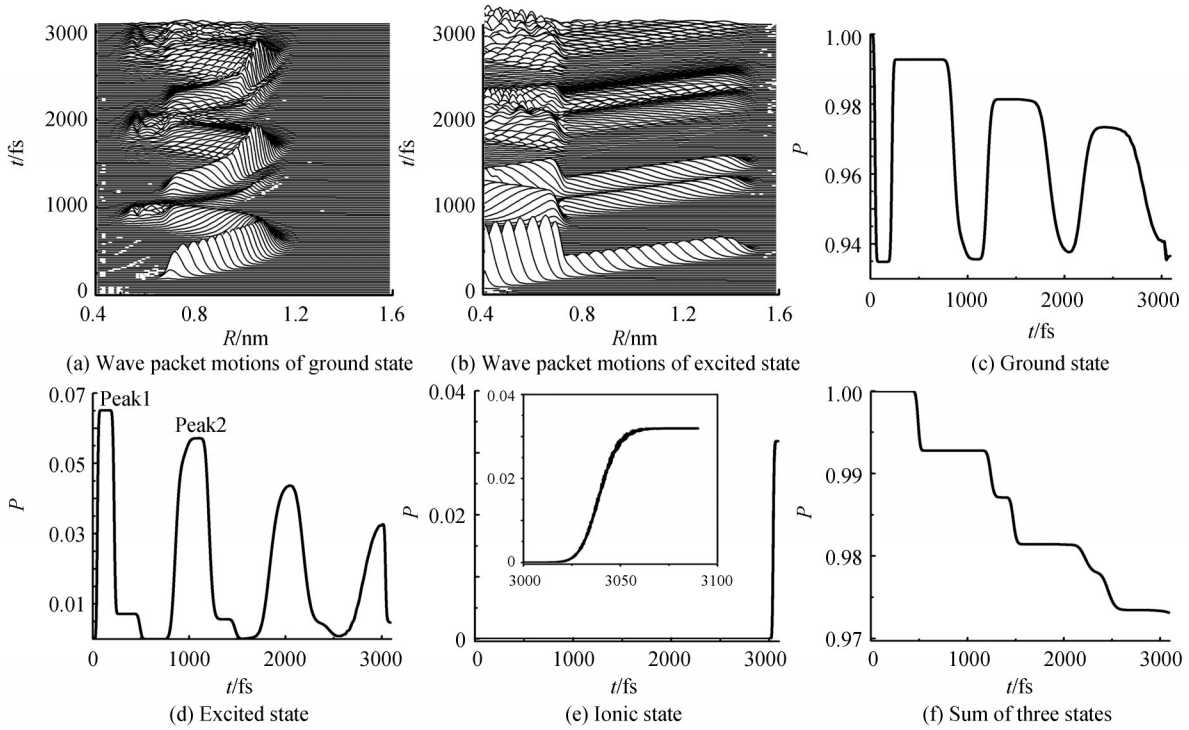 3000
2000
1000
0
t/fs
0.4 0.8 1.2 1.6
R/nm
(a) Wave packet motions of ground state
3000
2000
1000
0
t/fs
0.4 0.8 1.2 1.6
R/nm
(b) Wave packet motions of excited state
1.00
0.98
0.96
0.94
P
0 1000 2000 3000
t/fs
(c) Ground state
0.07
0.05
0.03
0.01
P
Peak1
Peak2
0 1000 2000 3000
t/fs
(d) Excited state
0.04
0.02
0
P
0.04
0.02
0
3000 3050 3100
0 1000 2000 3000
t/fs
(e) Ionic state
1.00
0.99
0.98
0.97
P
0 1000 2000 3000
t/fs
(f) Sum of three states